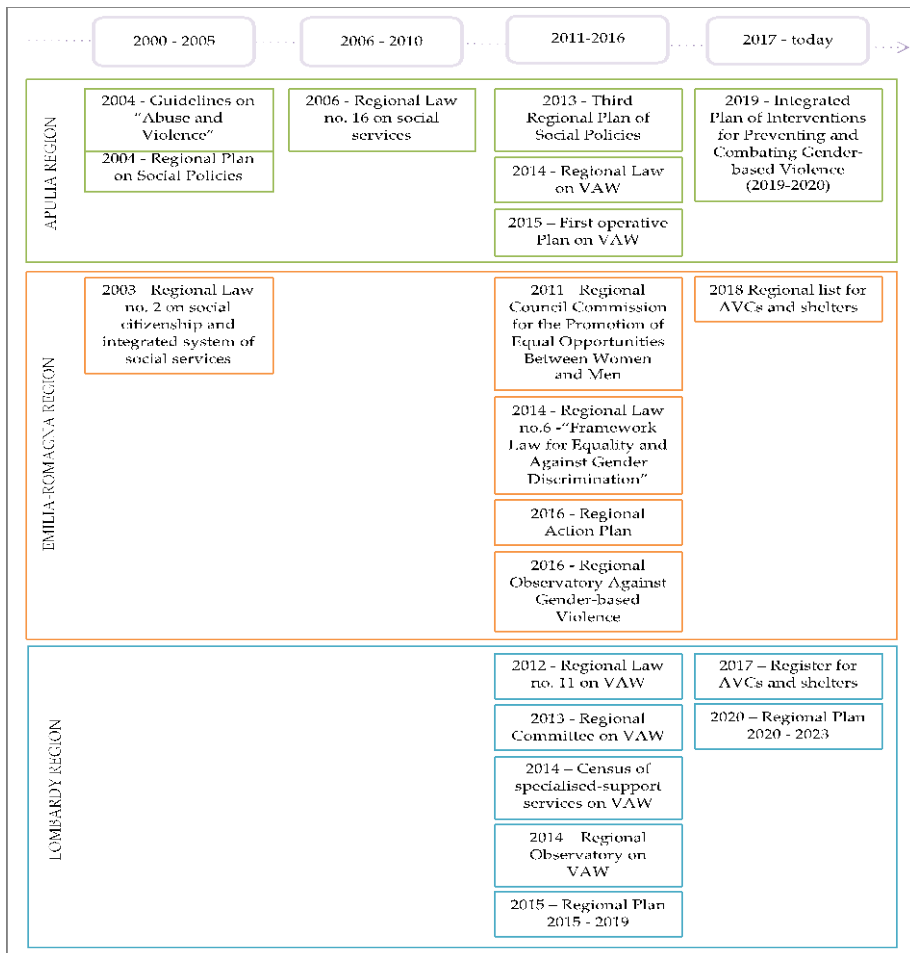 2000 - 2005
2006 - 2010
2011-2016
2017 - today
APULIA REGION
2004 - Guidelines on
“Abuse and
Violence”
2004 - Regional Plan
on Social Policies
2006 - Regional Law
no. 16 on social
services
2013 - Third
Regional Plan of
Social Policies
2014 - Regional Law
on VAW
2015 – First operative
Plan on VAW
2019 - Integrated
Plan of Interventions
for Preventing and
Combating Gender-
based Violence
(2019-2020)
EMILIA-ROMAGNA REGION
2003 - Regional Law
no. 2 on social
citizenship and
integrated system of
social services
2011 - Regional
Council Commission
for the Promotion of
Equal Opportunities
Between Women
and Men
2014 - Regional Law
no.6 -“Framework
Law for Equality and
Against Gender
Discrimination”
2016 - Regional
Action Plan
2016 - Regional
Observatory Against
Gender-based
Violence
2018 Regional list for
AVCs and shelters
LOMBARDY REGION
2012 - Regional Law
no. 11 on VAW
2013 - Regional
Committee on VAW
2014 – Census of
specialised-support
services on VAW
2014 – Regional
Observatory on
VAW
2015 – Regional Plan
2015 - 2019
2017 – Register for
AVCs and shelters
2020 – Regional Plan
2020 - 2023